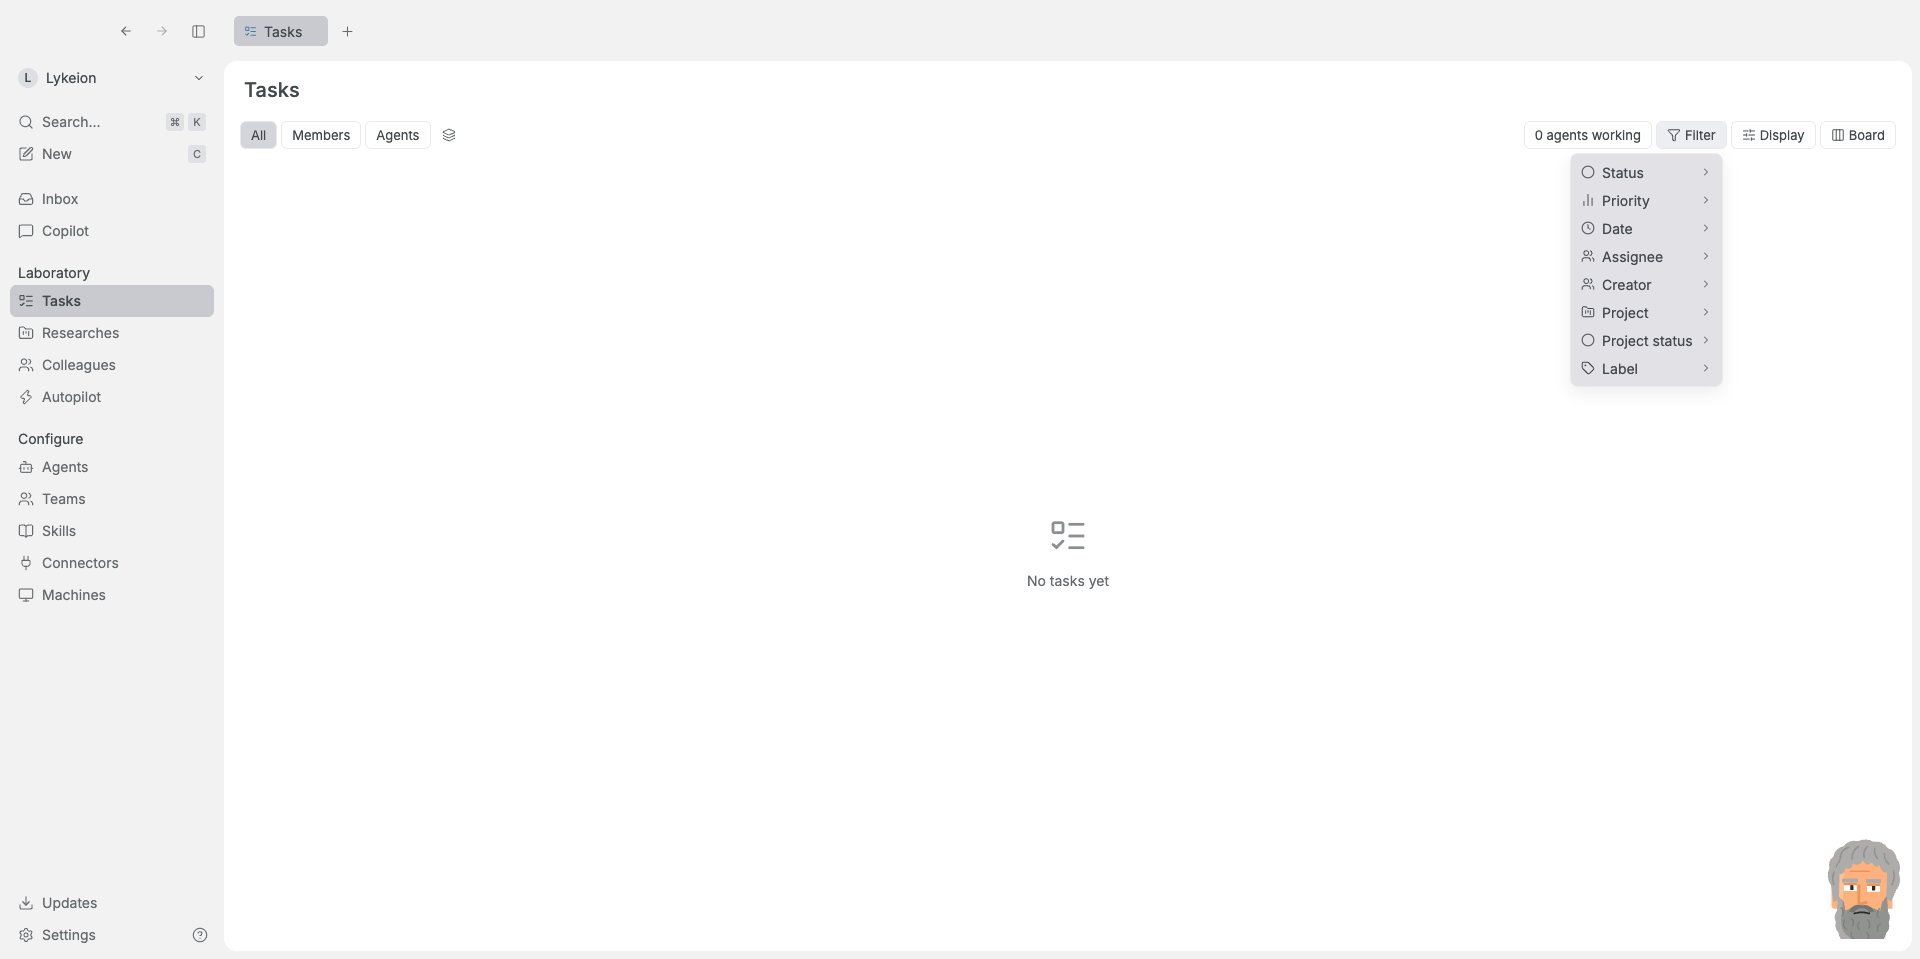 Tasks
L Lykeion
Search... ⌘ K
New C
Inbox
Copilot
Laboratory
Tasks
Researches
Colleagues
Autopilot
Configure
Agents
Teams
Skills
Connectors
Machines
Updates
Settings
Tasks
All Members Agents
0 agents working Filter Display Board
Status
Priority
Date
Assignee
Creator
Project
Project status
Label
No tasks yet